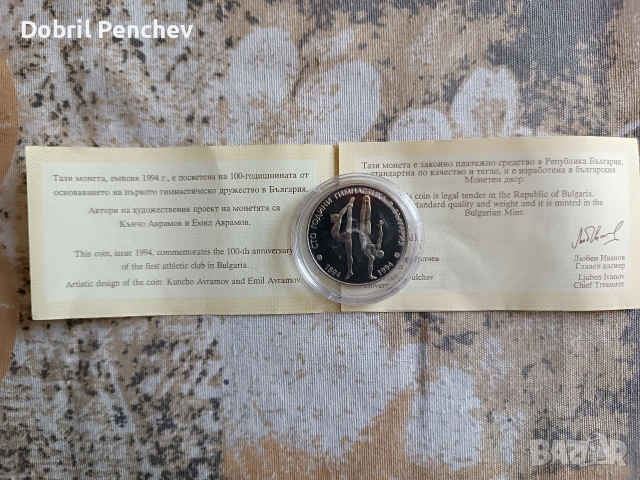 Dobril Penchev
Тази монета, емисия 1994 г., е посветена на 100-годишнината от
основаването на първото гимнастическо дружество в България.
Автори на художествения проект на монетата са
Кънчо Аврамов и Емил Аврамов.
This coin, issue 1994, commemorates the 100-th anniversary
of the first athletic club in Bulgaria.
Artistic design of the coin: Kuncho Avramov and Emil Avramov.
СТО ГОДИНИ ГИМНАСТИКА В БЪЛГАРИЯ
1894
1994
Тази монета е законно платежно средство в Република България,
стандартна по качество и тегло, и е изработена в българския
Монетен двор.
coin is legal tender in the Republic of Bulgaria.
standard quality and weight and it is minted in the
Bulgarian Mint.
Любен Иванов
Главен касиер
Ljuben Ivanov
Chief Treasurer
BAZAR